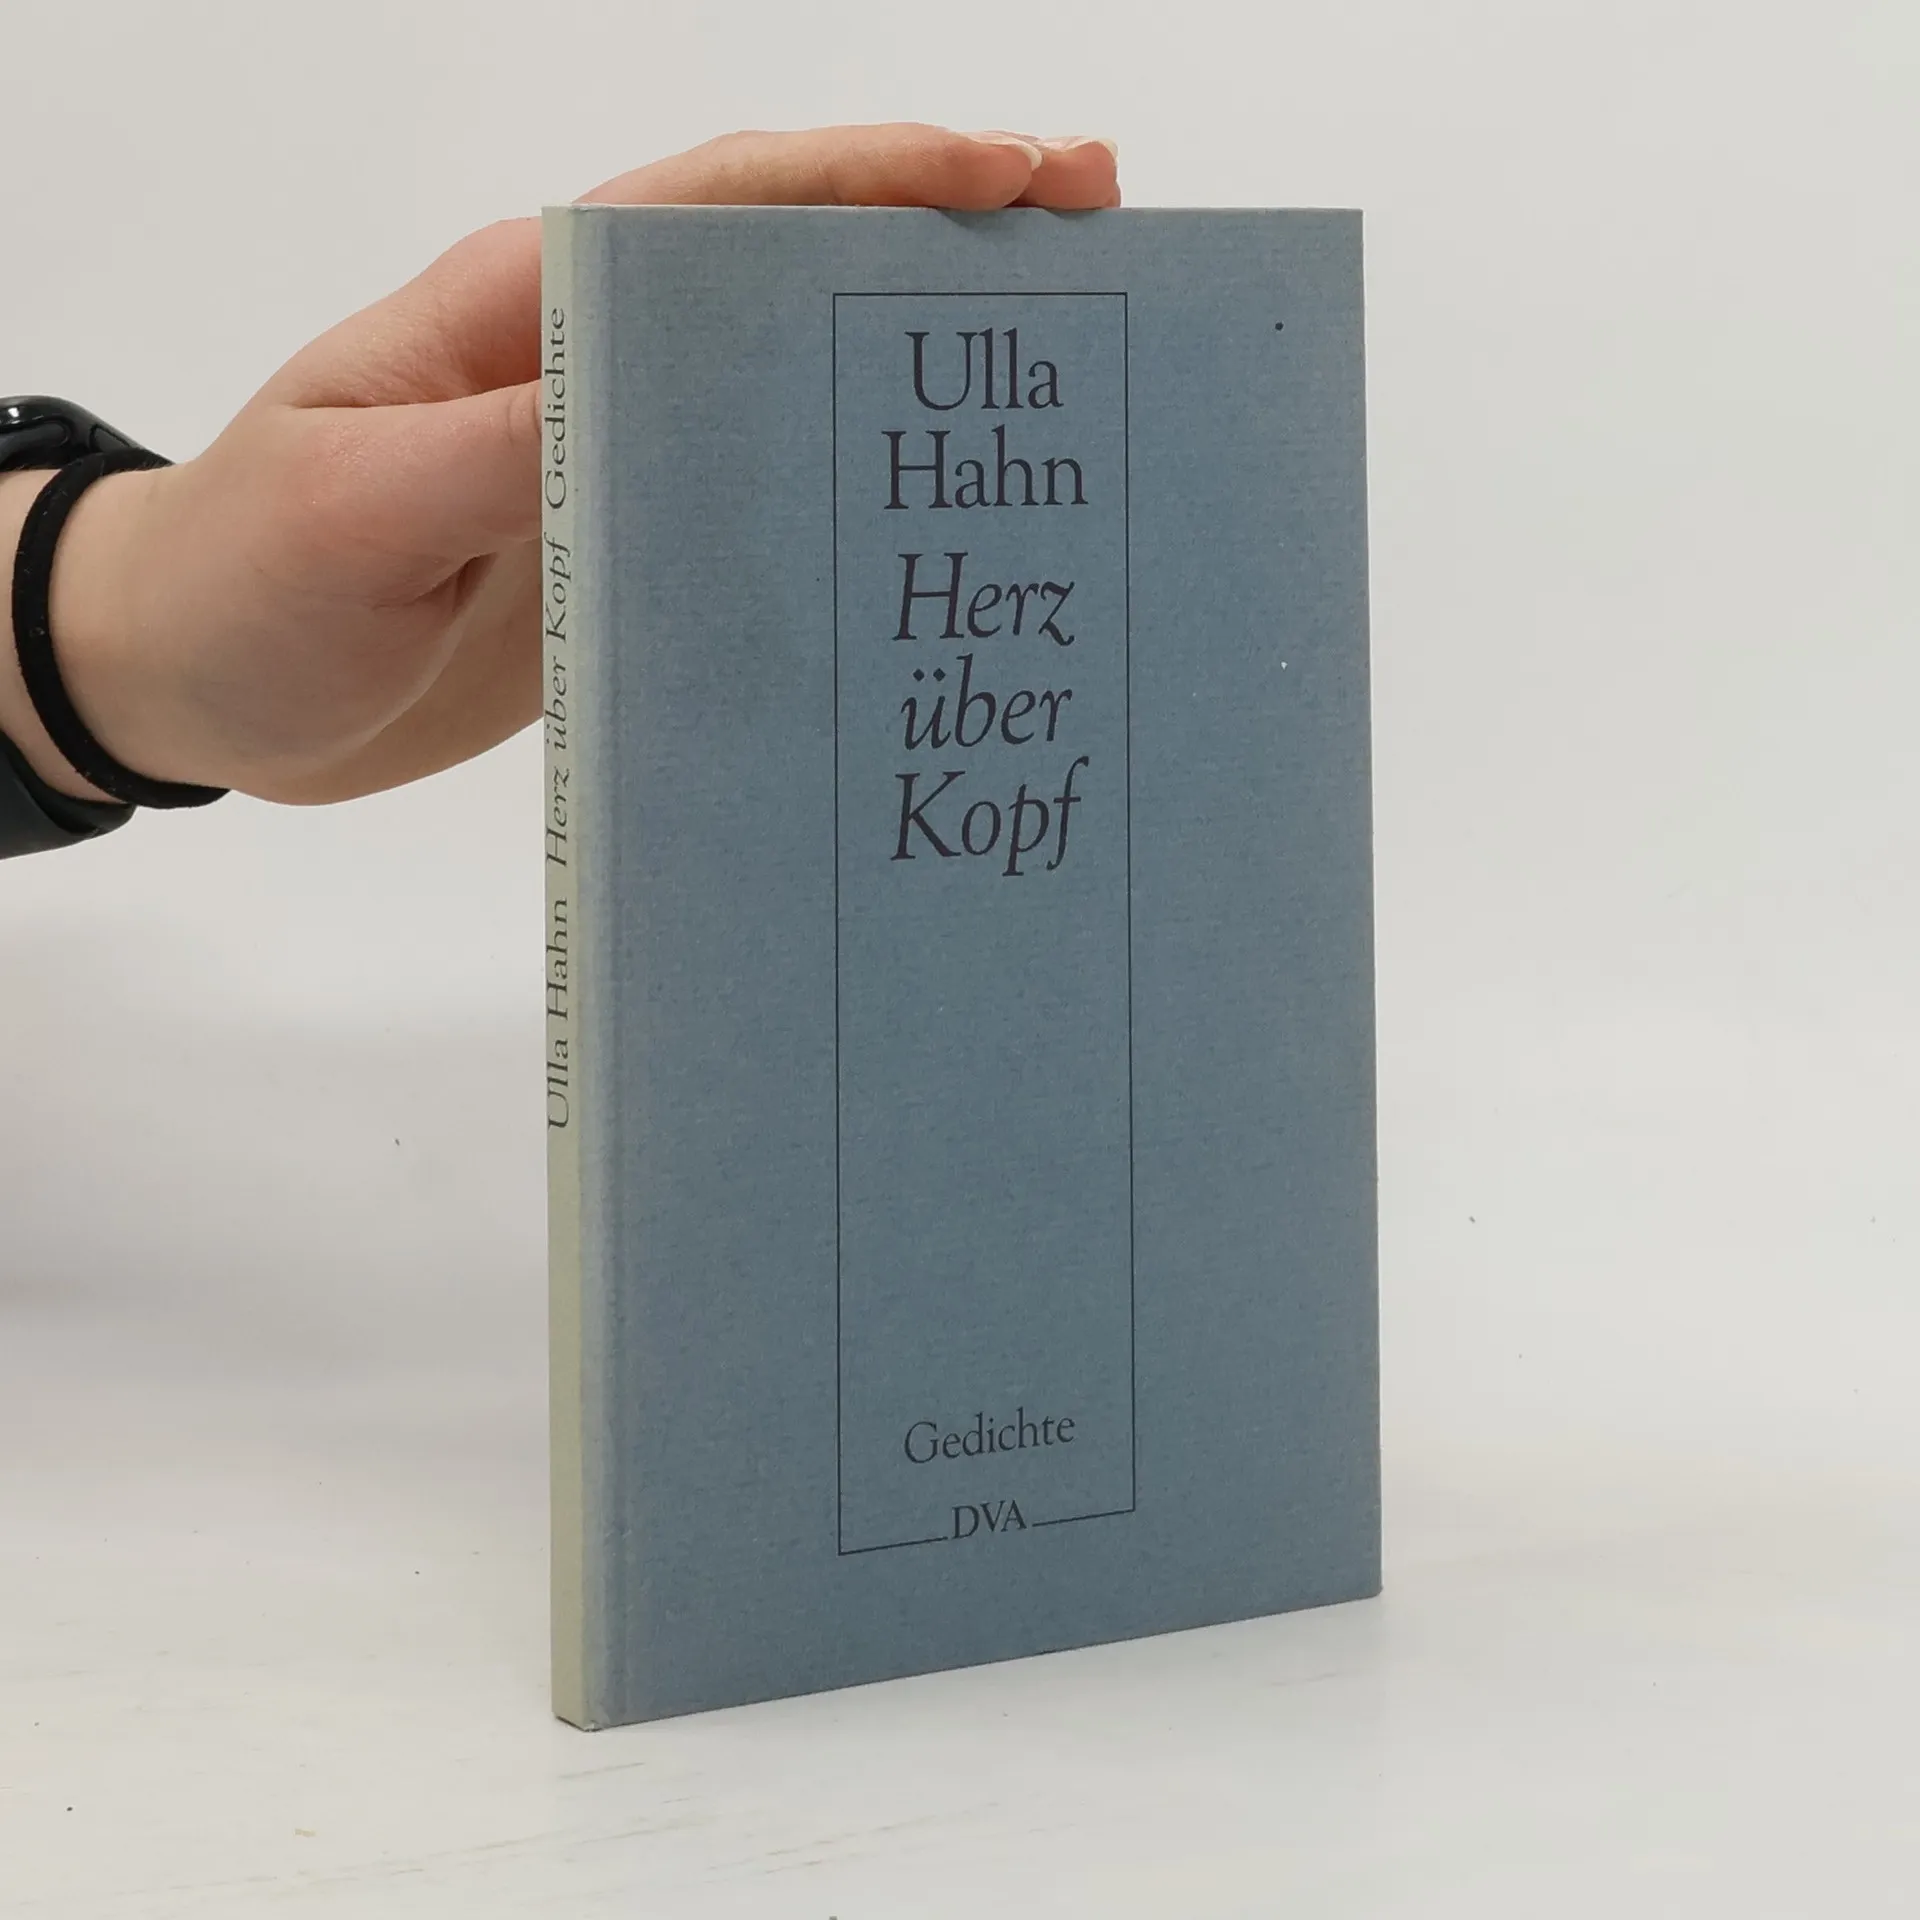 Ulla
Hahn
Herz
über
Kopf
Gedichte
DVA
Ulla Hahn Herz über Kopf Gedichte